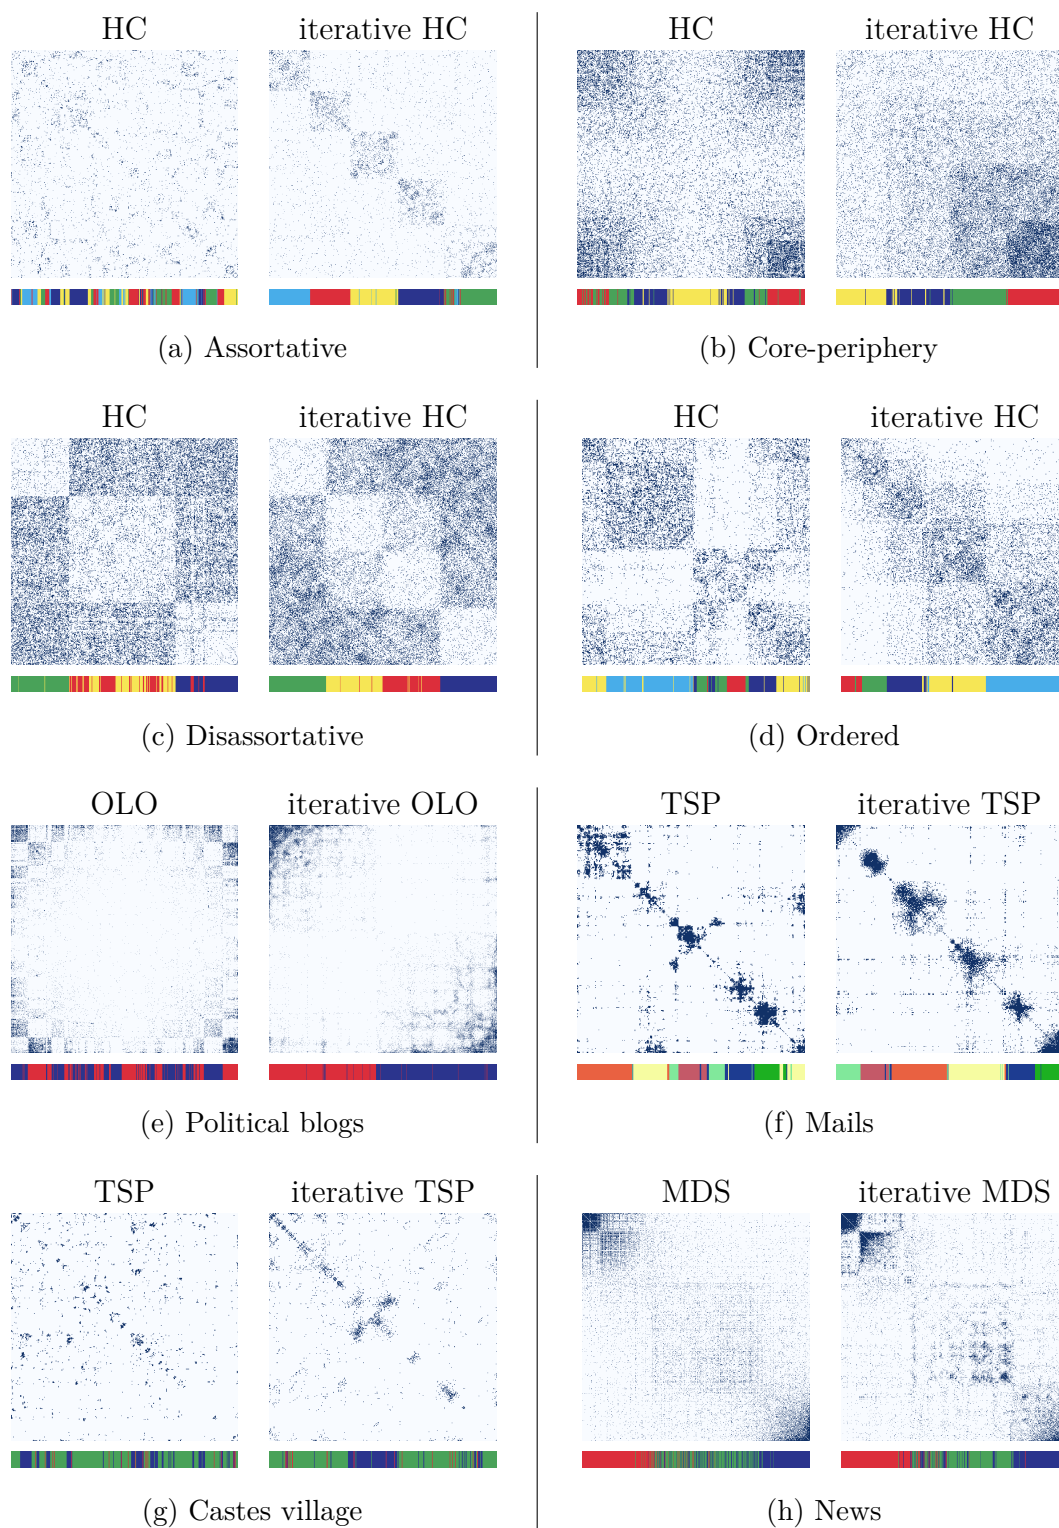 HC iterative HC HC iterative HC
(a) Assortative (b) Core-periphery
HC iterative HC HC iterative HC
(c) Disassortative (d) Ordered
OLO iterative OLO TSP iterative TSP
(e) Political blogs (f) Mails
TSP iterative TSP MDS iterative MDS
(g) Castes village (h) News